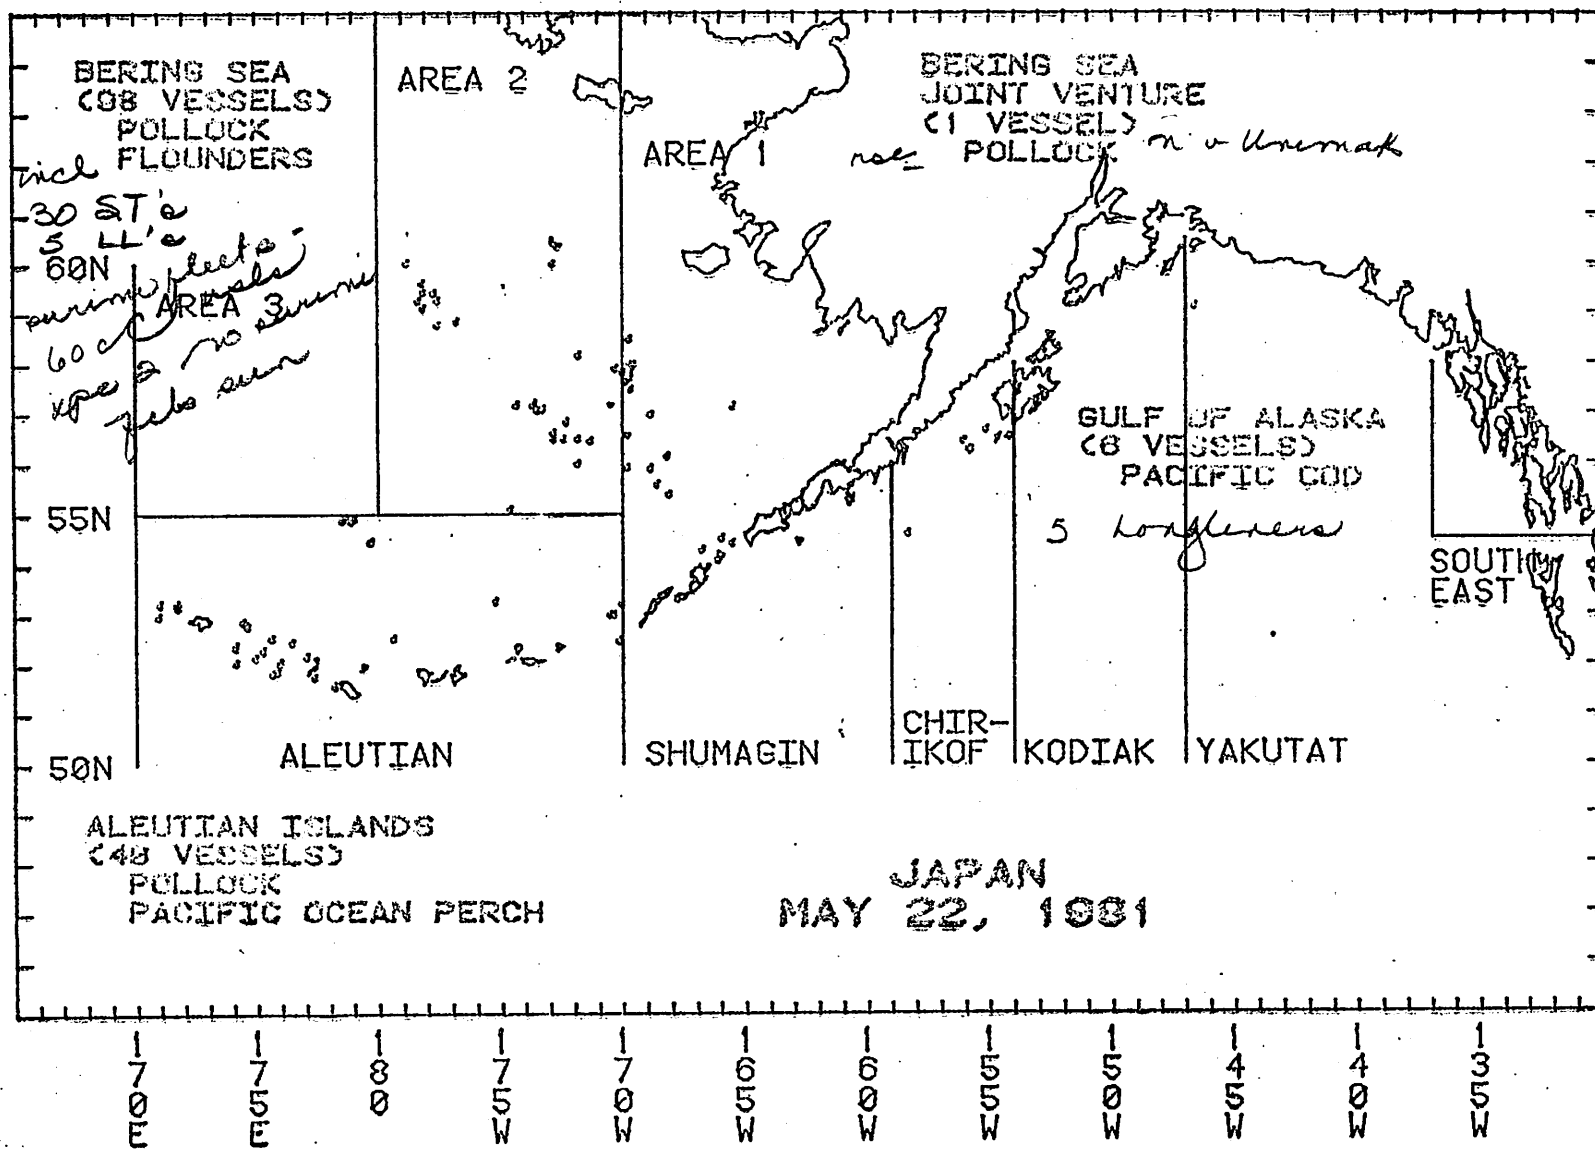 BERING SEA
(98 VESSELS)
POLLOCK
FLOUNDERS
incl
30 ST's
5 LL's
60
AREA 2
AREA 1
BERING SEA
JOINT VENTURE
(1 VESSEL)
POLLOCK
Unimak
60N
AREA 3
GULF OF ALASKA
(6 VESSELS)
PACIFIC COD
5 Longliners
55N
SOUTH
EAST
50N
ALEUTIAN
SHUMAGIN
CHIR-
IKOF
KODIAK
YAKUTAT
ALEUTIAN ISLANDS
(48 VESSELS)
POLLOCK
PACIFIC OCEAN PERCH
JAPAN
MAY 22, 1981
170E
175E
180
175W
170W
165W
160W
155W
150W
145W
140W
135W